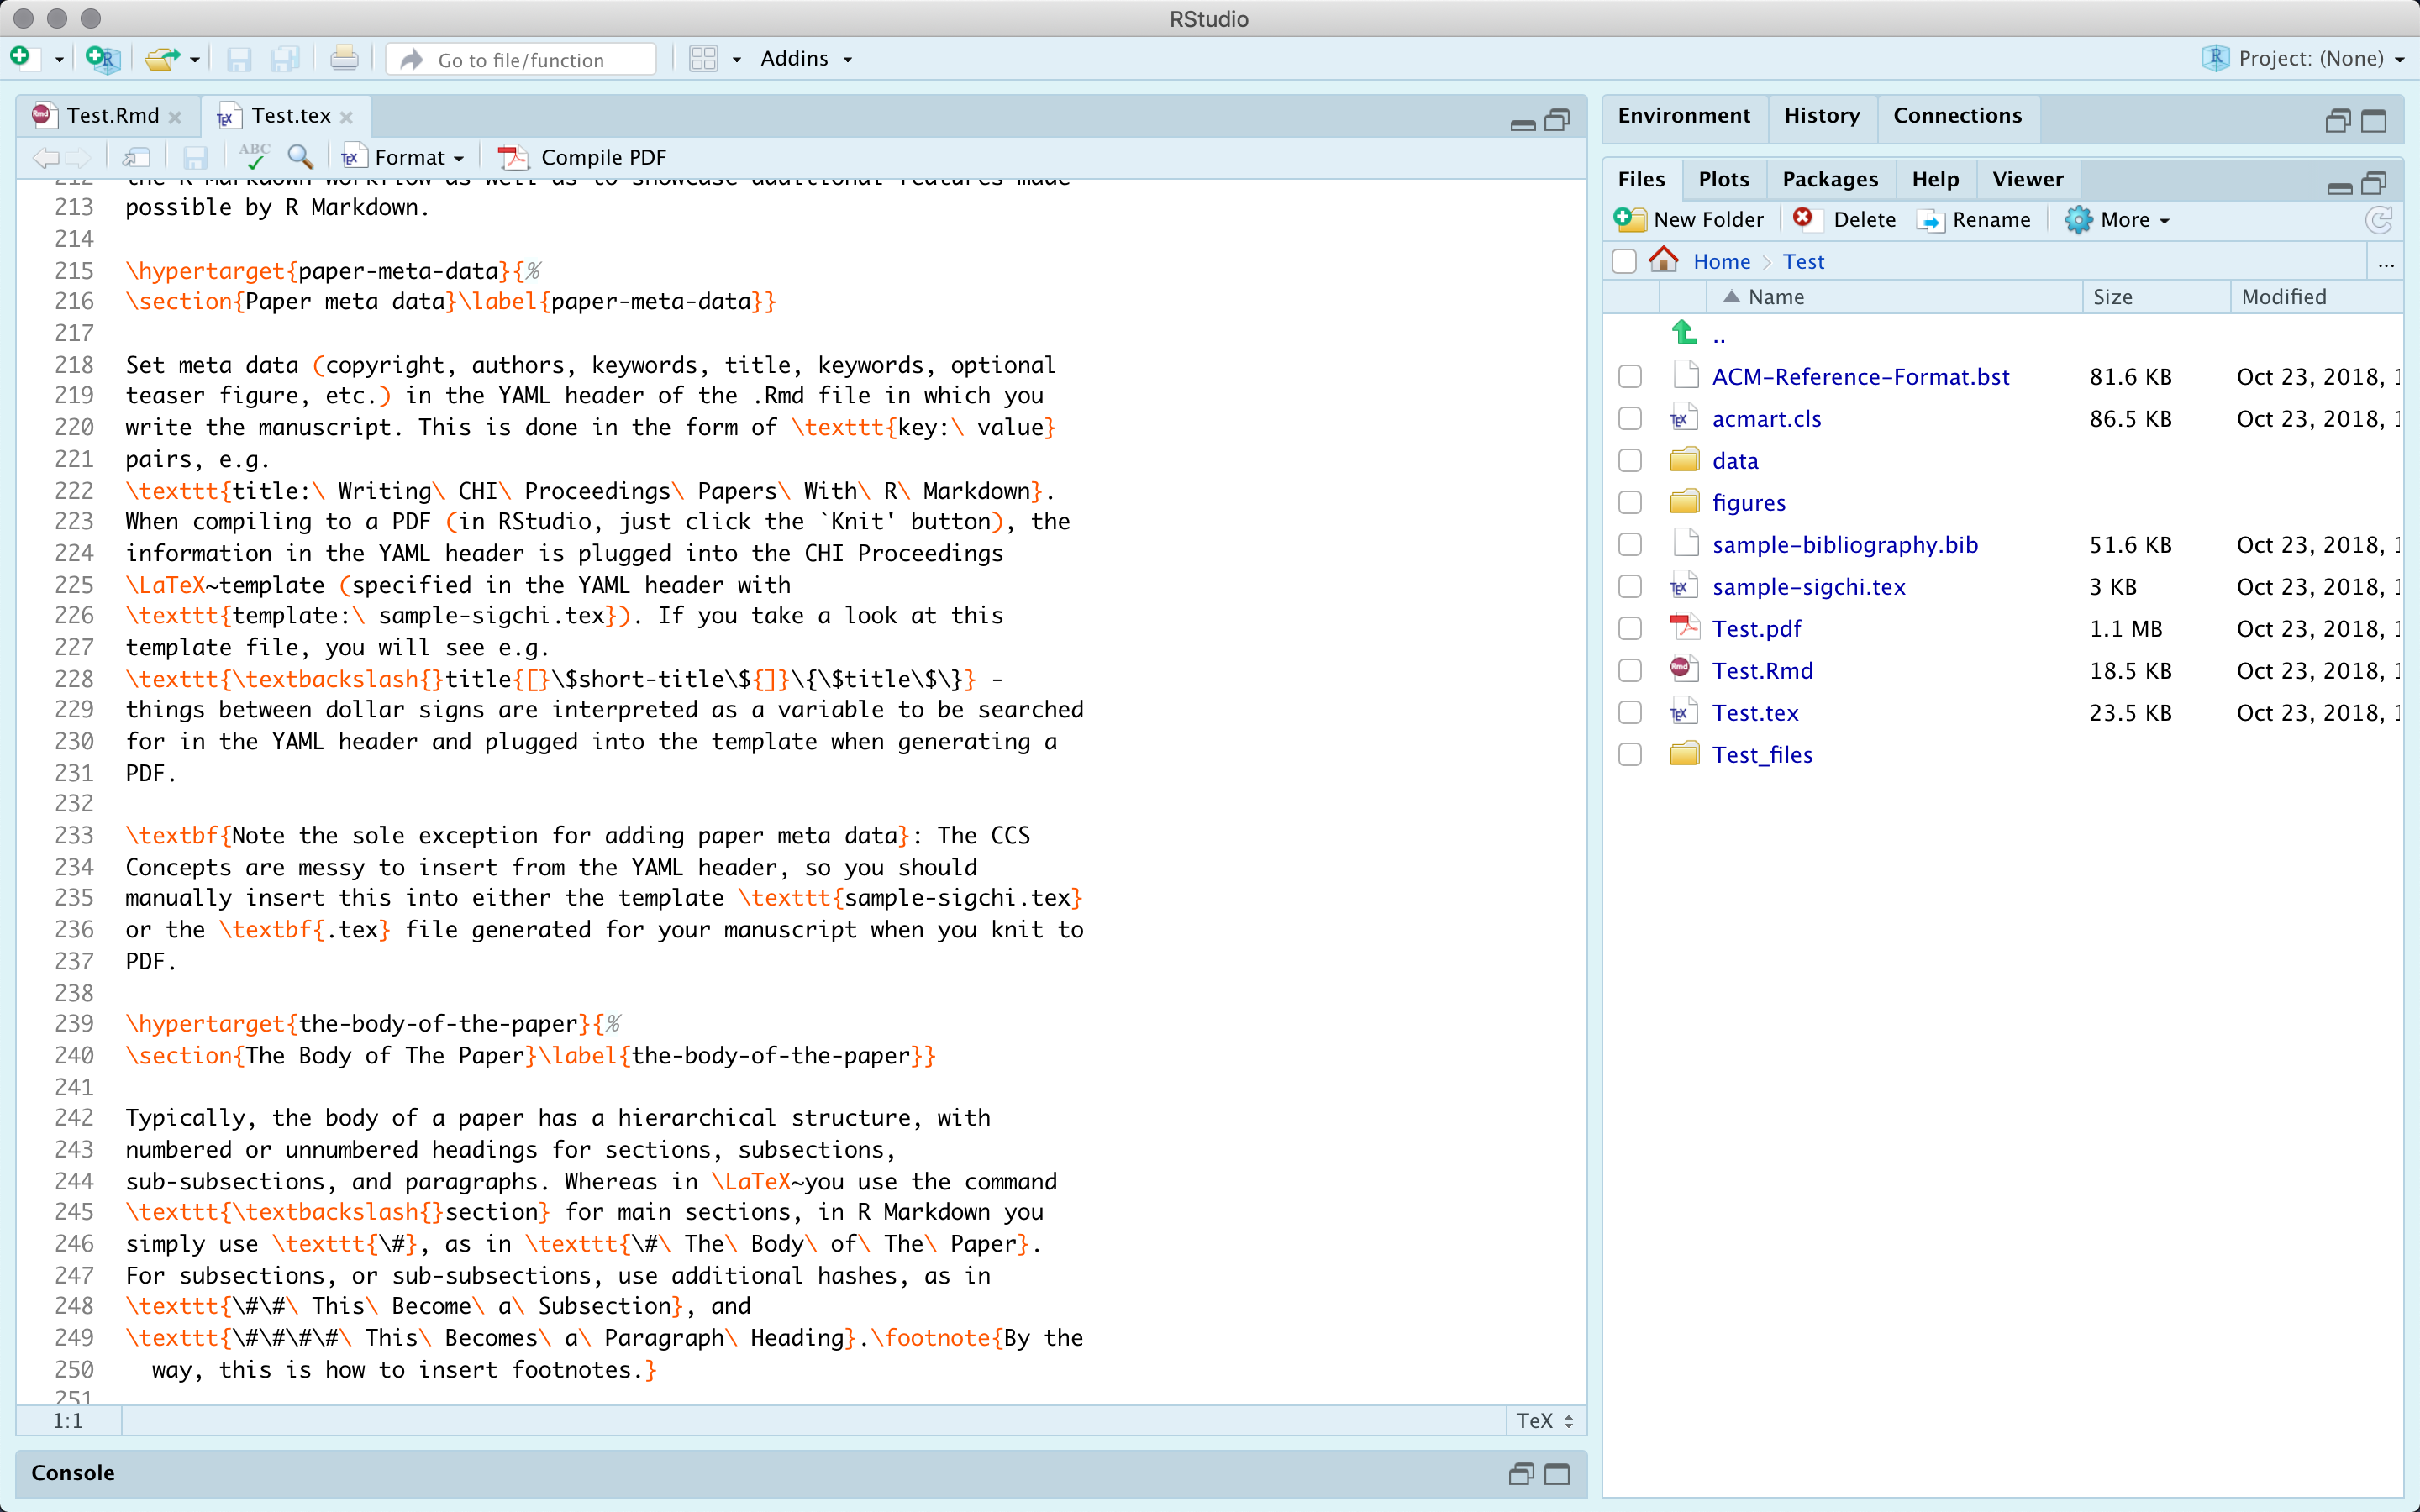 RStudio
Go to file/function
Addins
Project: (None)
Test.Rmd
Test.tex
Format
Compile PDF
212 the R Markdown workflow as well as to showcase additional features made
213 possible by R Markdown.
214
215 \hypertarget{paper-meta-data}{%
216 \section{Paper meta data}\label{paper-meta-data}}
217
218 Set meta data (copyright, authors, keywords, title, keywords, optional
219 teaser figure, etc.) in the YAML header of the .Rmd file in which you
220 write the manuscript. This is done in the form of \texttt{key:\ value}
221 pairs, e.g.
222 \texttt{title:\ Writing\ CHI\ Proceedings\ Papers\ With\ R\ Markdown}.
223 When compiling to a PDF (in RStudio, just click the `Knit' button), the
224 information in the YAML header is plugged into the CHI Proceedings
225 \LaTeX~template (specified in the YAML header with
226 \texttt{template:\ sample-sigchi.tex}). If you take a look at this
227 template file, you will see e.g.
228 \texttt{\textbackslash{}title{[}\$short-title\${]}\{\$title\$\}} -
229 things between dollar signs are interpreted as a variable to be searched
230 for in the YAML header and plugged into the template when generating a
231 PDF.
232
233 \textbf{Note the sole exception for adding paper meta data}: The CCS
234 Concepts are messy to insert from the YAML header, so you should
235 manually insert this into either the template \texttt{sample-sigchi.tex}
236 or the \textbf{.tex} file generated for your manuscript when you knit to
237 PDF.
238
239 \hypertarget{the-body-of-the-paper}{%
240 \section{The Body of The Paper}\label{the-body-of-the-paper}}
241
242 Typically, the body of a paper has a hierarchical structure, with
243 numbered or unnumbered headings for sections, subsections,
244 sub-subsections, and paragraphs. Whereas in \LaTeX~you use the command
245 \texttt{\textbackslash{}section} for main sections, in R Markdown you
246 simply use \texttt{\#}, as in \texttt{\#\ The\ Body\ of\ The\ Paper}.
247 For subsections, or sub-subsections, use additional hashes, as in
248 \texttt{\#\#\ This\ Become\ a\ Subsection}, and
249 \texttt{\#\#\#\#\ This\ Becomes\ a\ Paragraph\ Heading}.\footnote{By the
250 way, this is how to insert footnotes.}
251
1:1
TeX
Console
Environment History Connections
Files Plots Packages Help Viewer
New Folder Delete Rename More
Home Test ...
Name Size Modified
..
ACM-Reference-Format.bst 81.6 KB Oct 23, 2018, 1
acmart.cls 86.5 KB Oct 23, 2018, 1
data
figures
sample-bibliography.bib 51.6 KB Oct 23, 2018, 1
sample-sigchi.tex 3 KB Oct 23, 2018, 1
Test.pdf 1.1 MB Oct 23, 2018, 1
Test.Rmd 18.5 KB Oct 23, 2018, 1
Test.tex 23.5 KB Oct 23, 2018, 1
Test_files